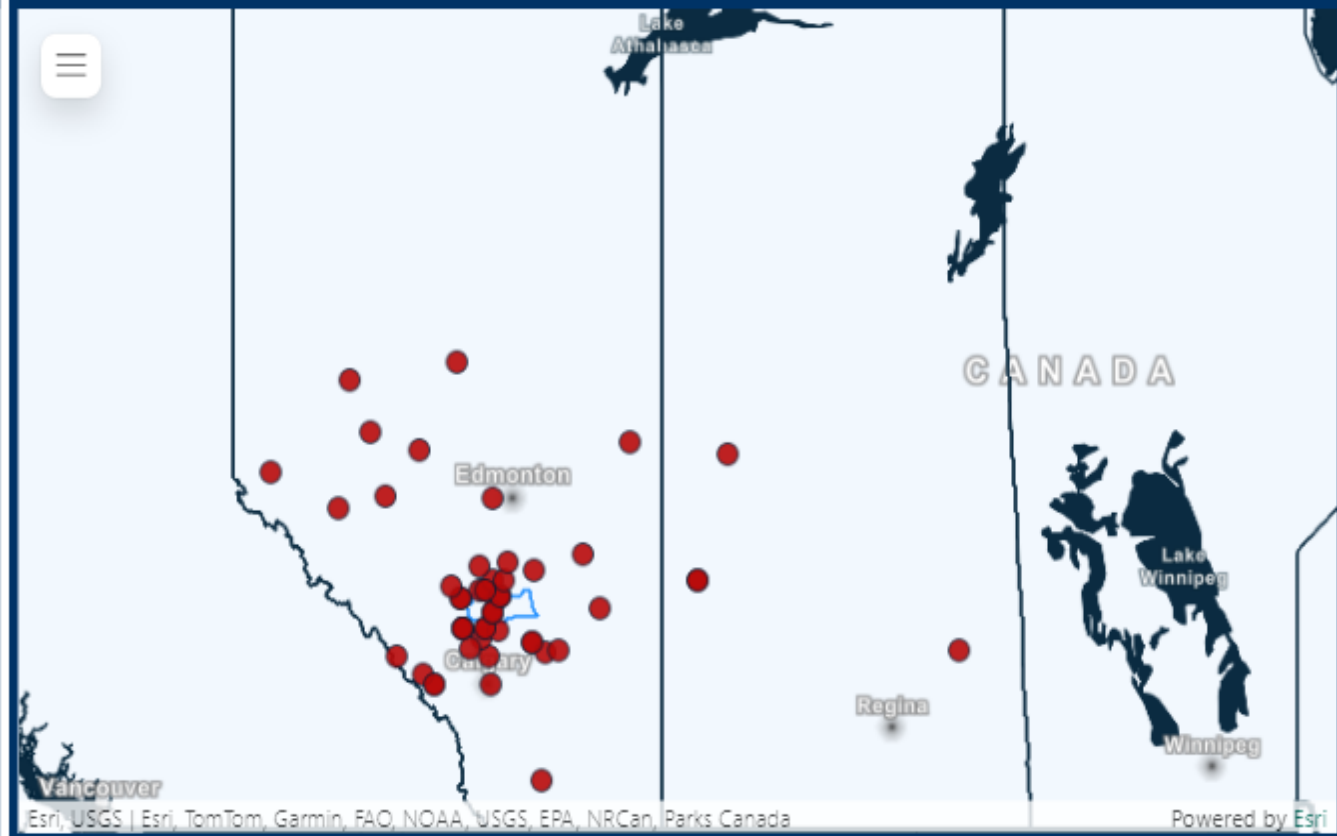 Lake
Athabasca
CANADA
Edmonton
Lake
Winnipeg
Calgary
Regina
Winnipeg
Vancouver
Esri, USGS | Esri, TomTom, Garmin, FAO, NOAA, USGS, EPA, NRCan, Parks Canada
Powered by Esri